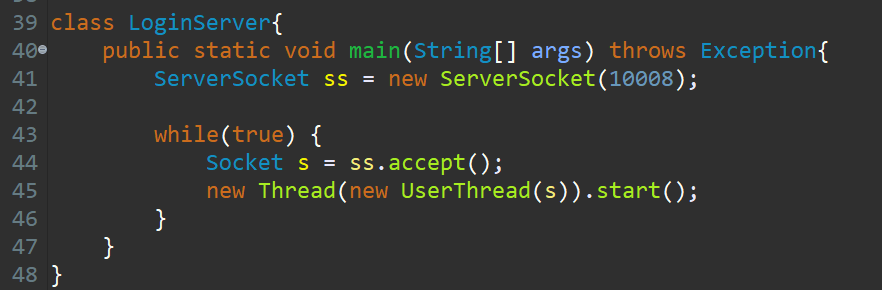 39 class LoginServer{
40 public static void main(String[] args) throws Exception{
41 ServerSocket ss = new ServerSocket(10008);
42
43 while(true) {
44 Socket s = ss.accept();
45 new Thread(new UserThread(s)).start();
46 }
47 }
48 }